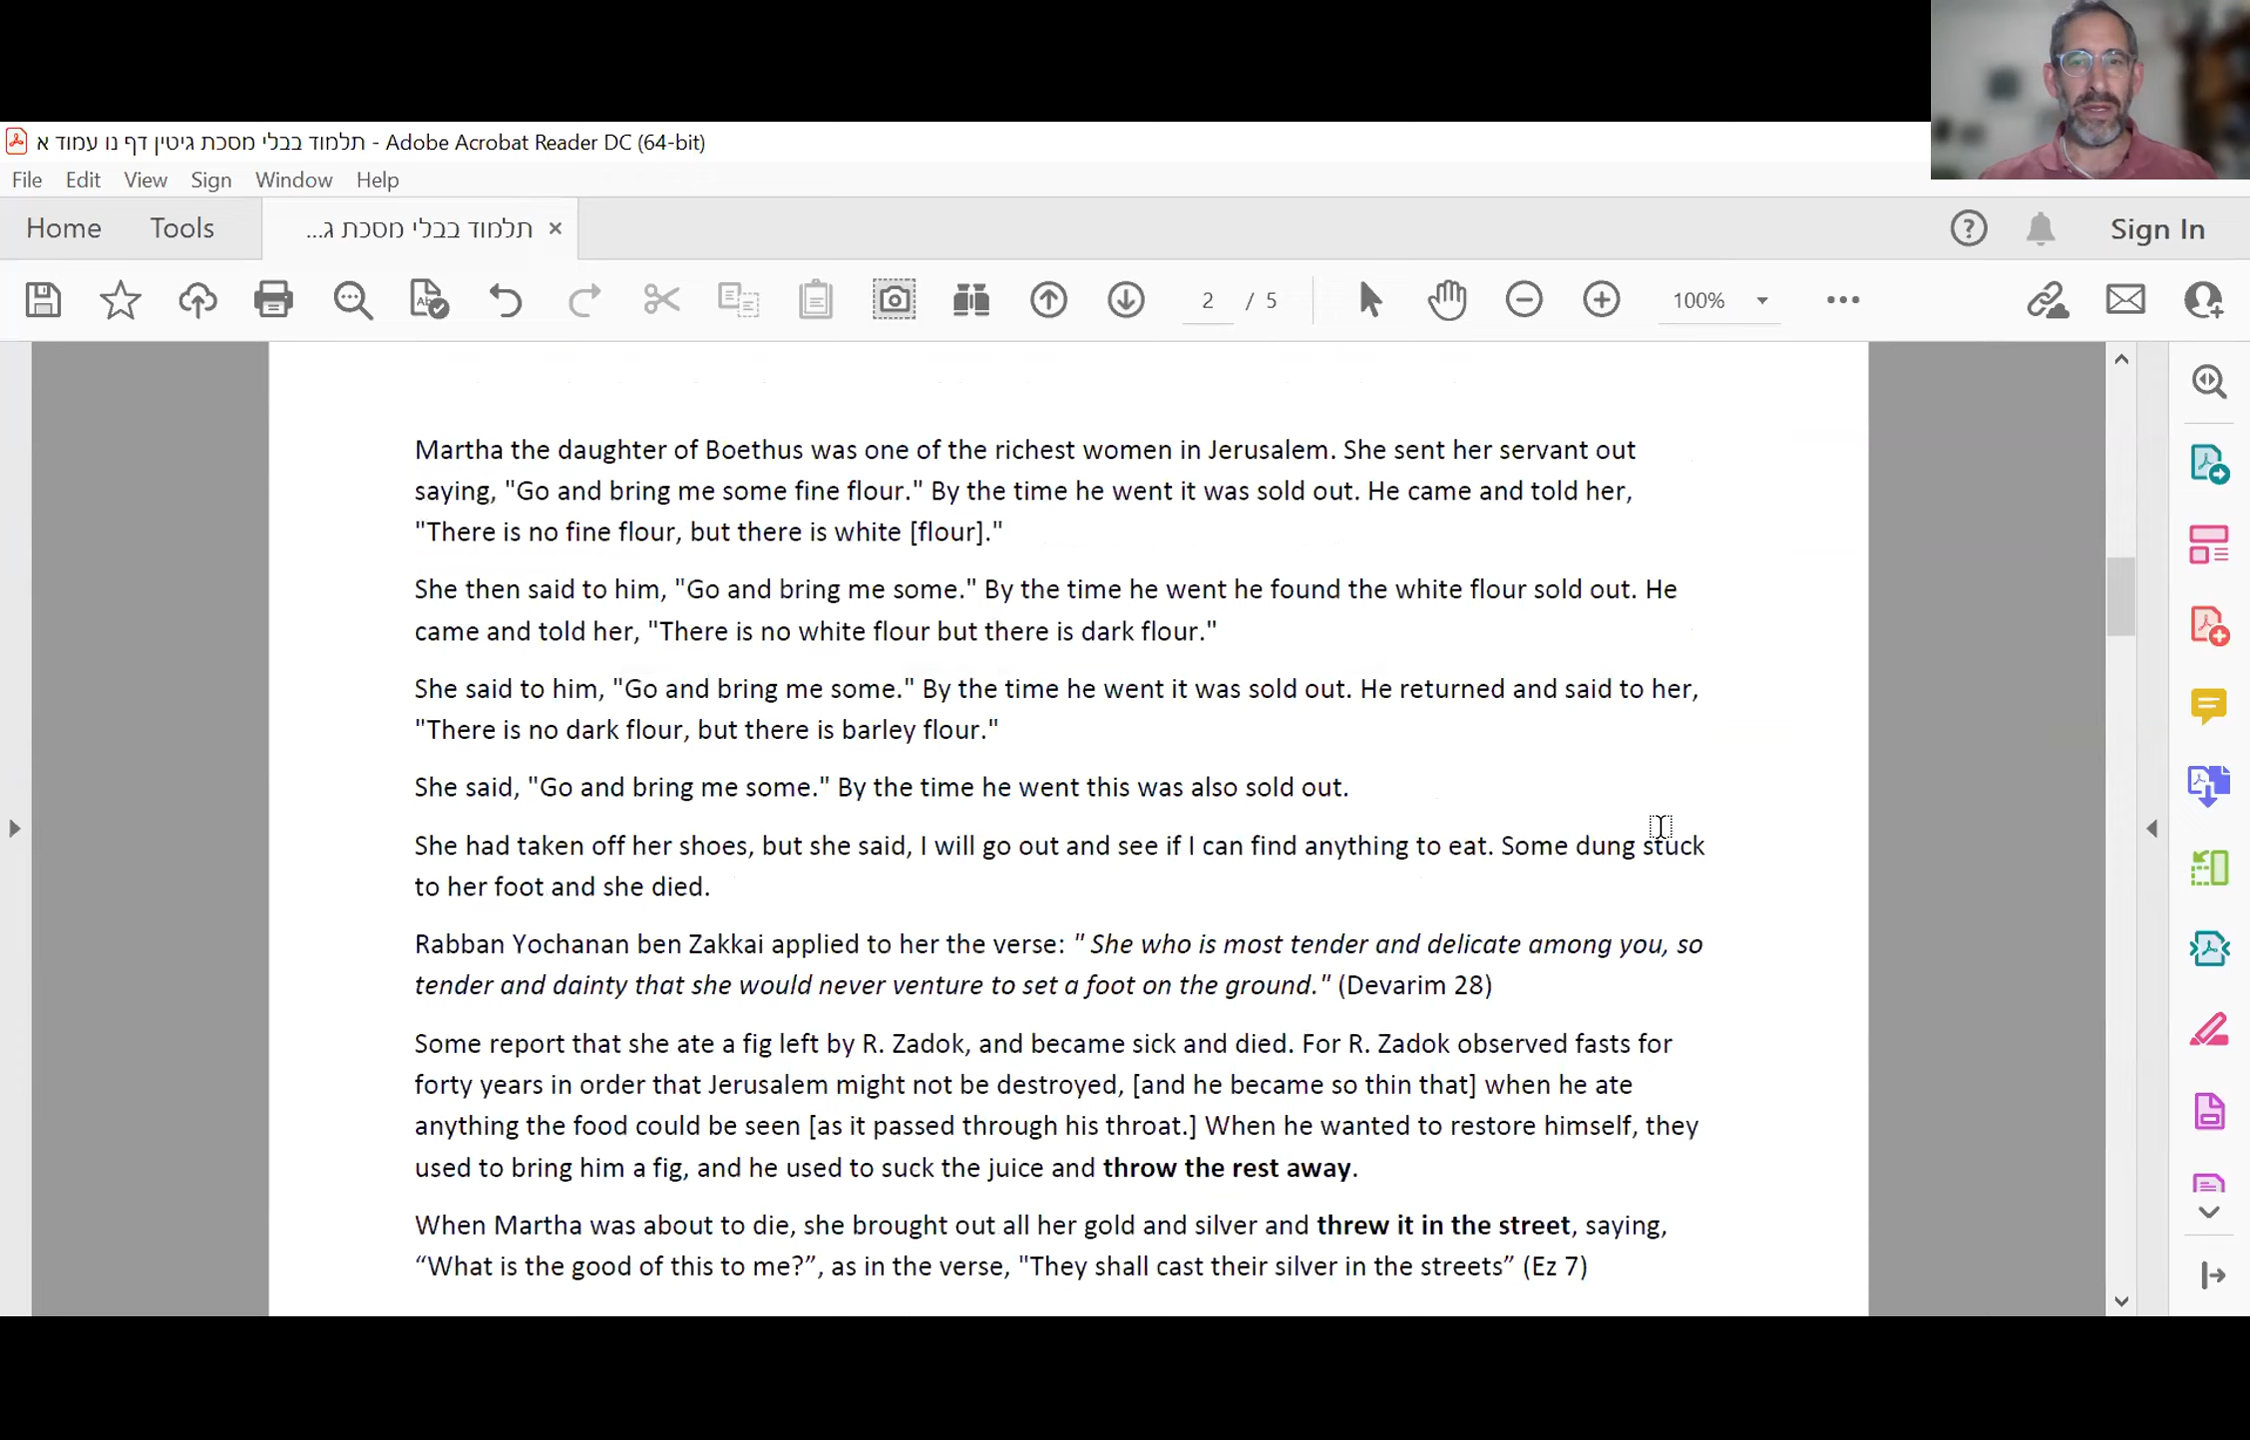 תלמוד בבלי מסכת גיטין דף נו עמוד א - Adobe Acrobat Reader DC (64-bit)
File Edit View Sign Window Help
Home Tools תלמוד בבלי מסכת ג... × Sign In
2 / 5 100%
Martha the daughter of Boethus was one of the richest women in Jerusalem. She sent her servant out
saying, "Go and bring me some fine flour." By the time he went it was sold out. He came and told her,
"There is no fine flour, but there is white [flour]."
She then said to him, "Go and bring me some." By the time he went he found the white flour sold out. He
came and told her, "There is no white flour but there is dark flour."
She said to him, "Go and bring me some." By the time he went it was sold out. He returned and said to her,
"There is no dark flour, but there is barley flour."
She said, "Go and bring me some." By the time he went this was also sold out.
She had taken off her shoes, but she said, I will go out and see if I can find anything to eat. Some dung stuck
to her foot and she died.
Rabban Yochanan ben Zakkai applied to her the verse: " She who is most tender and delicate among you, so
tender and dainty that she would never venture to set a foot on the ground." (Devarim 28)
Some report that she ate a fig left by R. Zadok, and became sick and died. For R. Zadok observed fasts for
forty years in order that Jerusalem might not be destroyed, [and he became so thin that] when he ate
anything the food could be seen [as it passed through his throat.] When he wanted to restore himself, they
used to bring him a fig, and he used to suck the juice and throw the rest away.
When Martha was about to die, she brought out all her gold and silver and threw it in the street, saying,
“What is the good of this to me?”, as in the verse, "They shall cast their silver in the streets” (Ez 7)